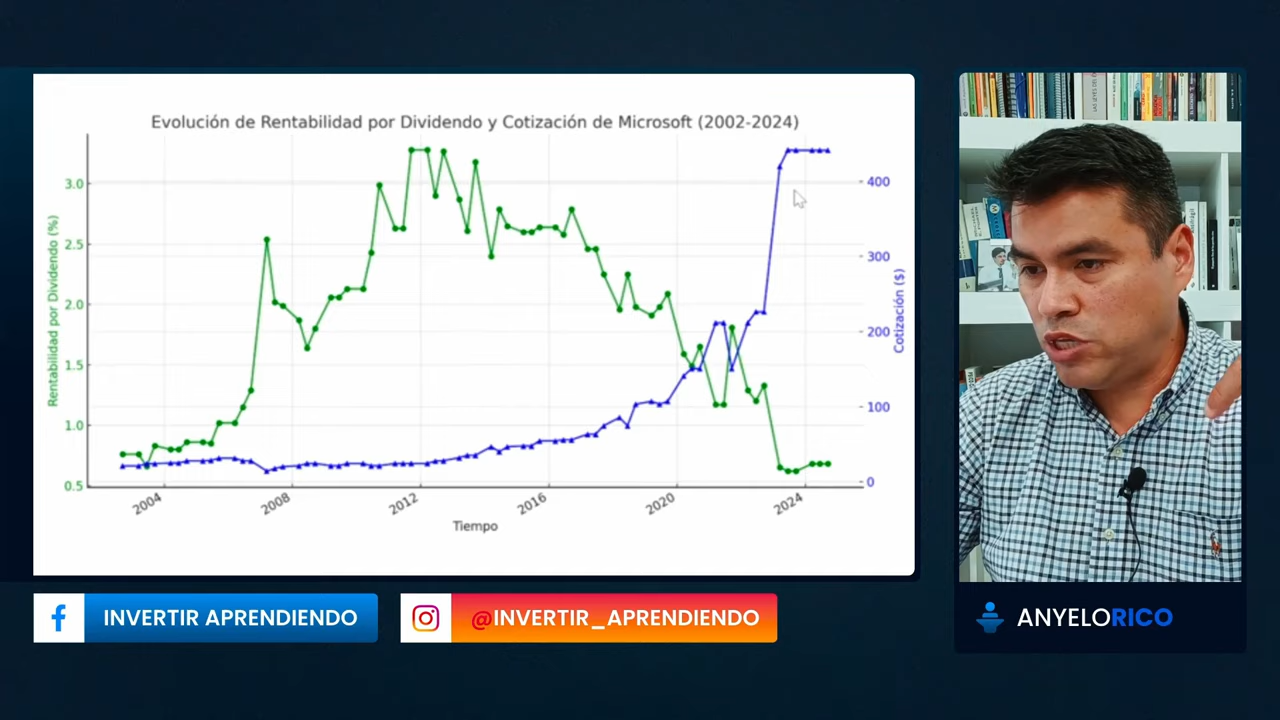 Evolución de Rentabilidad por Dividendo y Cotización de Microsoft (2002-2024)
Rentabilidad por Dividendo (%)
3.0
2.5
2.0
1.5
1.0
0.5
400
300
200
100
0
Cotización ($)
2004
2008
2012
2016
2020
2024
Tiempo
INVERTIR APRENDIENDO
@INVERTIR_APRENDIENDO
ANYELORICO